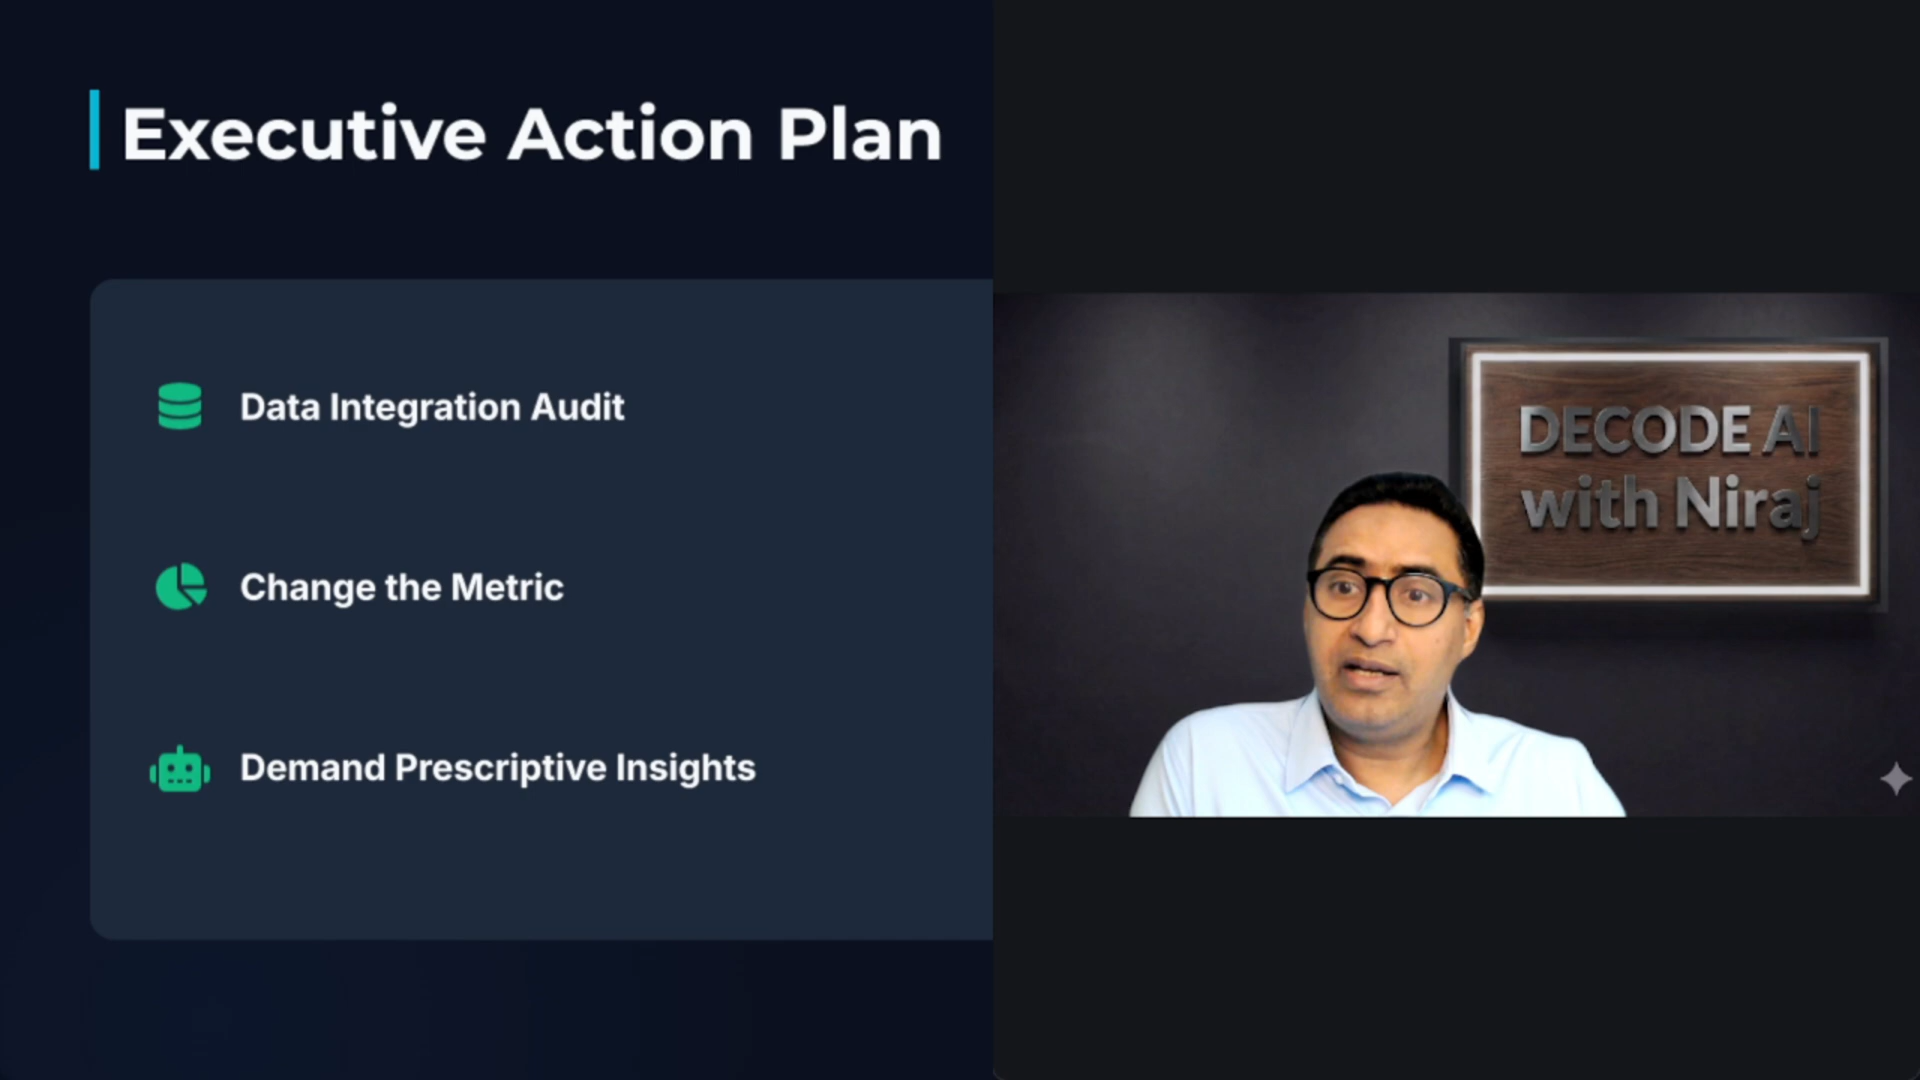 Executive Action Plan
Data Integration Audit
Change the Metric
Demand Prescriptive Insights
DECODE AI
with Niraj